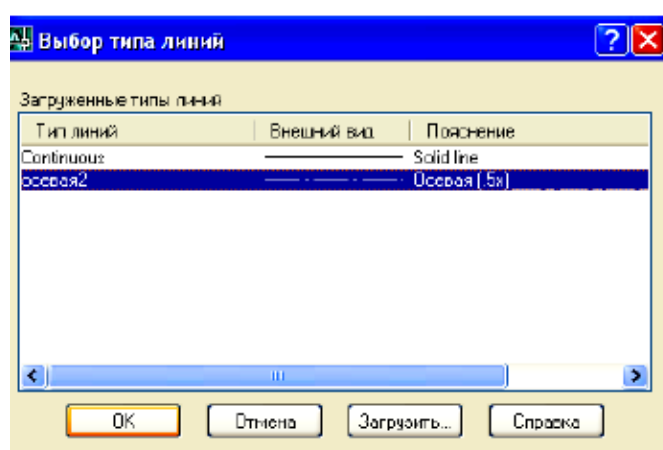 Выбор типа линий
Загруженные типы линий
Тип линий Внешний вид Пояснение
Continuous Solid line
осевая2 Осевая (.5x)
OK Отмена Загрузить... Справка